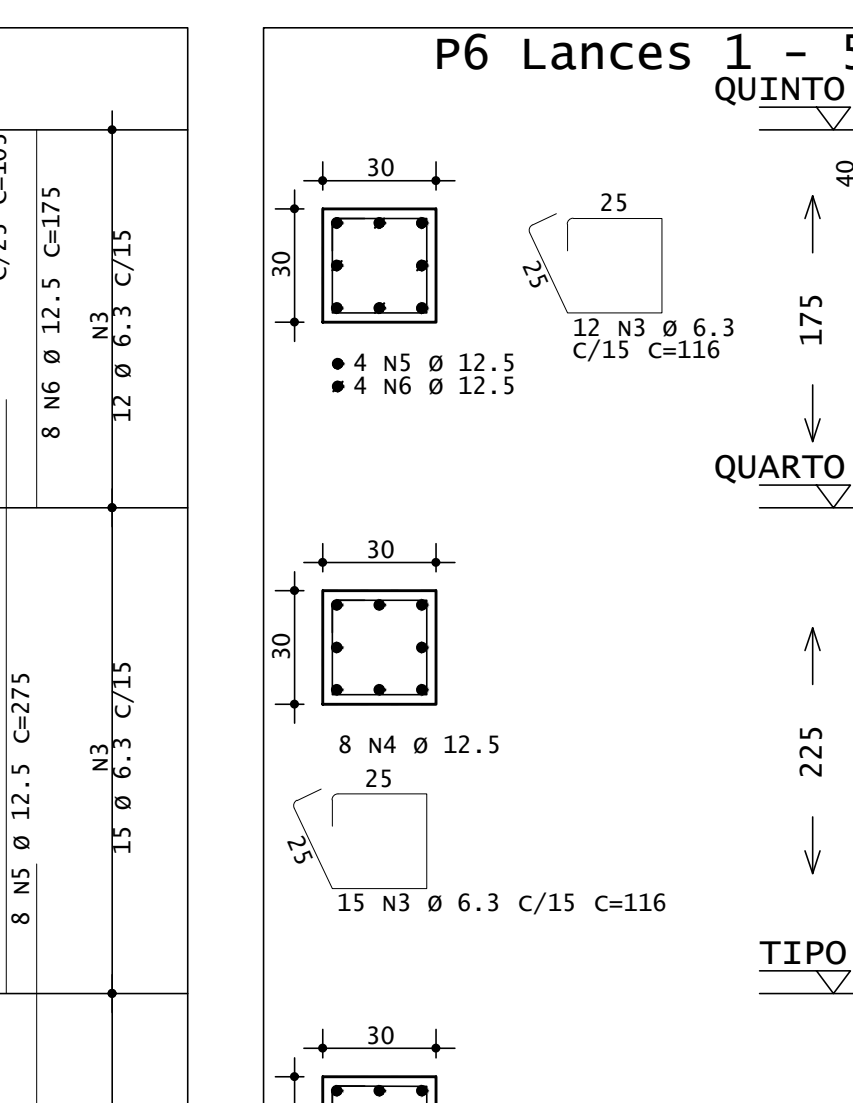 P6 Lances 1 -
QUINTO
40
C=175
8 N6 Ø 12.5
N3
12 Ø 6.3 C/15
30
30
25
25
12 N3 Ø 6.3
C/15 C=116
4 N5 Ø 12.5
4 N6 Ø 12.5
175
QUARTO
30
30
8 N4 Ø 12.5
25
25
15 N3 Ø 6.3 C/15 C=116
8 N5 Ø 12.5 C=275
N3
15 Ø 6.3 C/15
225
TIPO
30